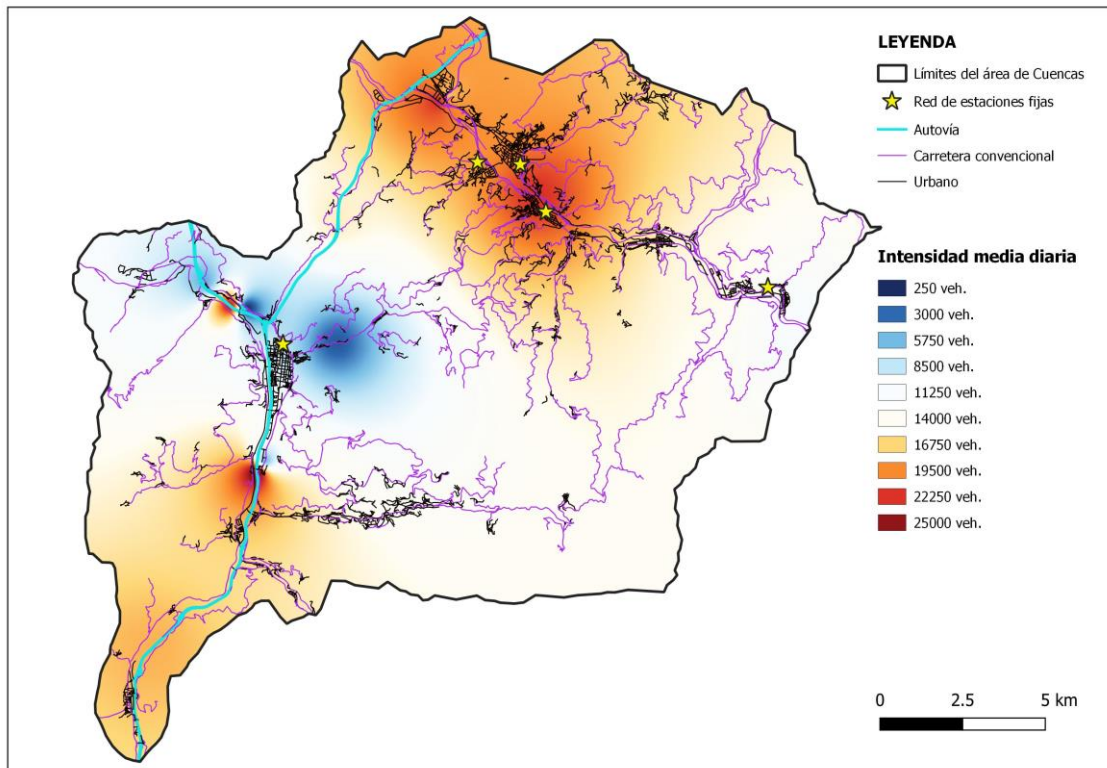 LEYENDA
Límites del área de Cuencas
Red de estaciones fijas
Autovía
Carretera convencional
Urbano
Intensidad media diaria
250 veh.
3000 veh.
5750 veh.
8500 veh.
11250 veh.
14000 veh.
16750 veh.
19500 veh.
22250 veh.
25000 veh.
0 2.5 5 km